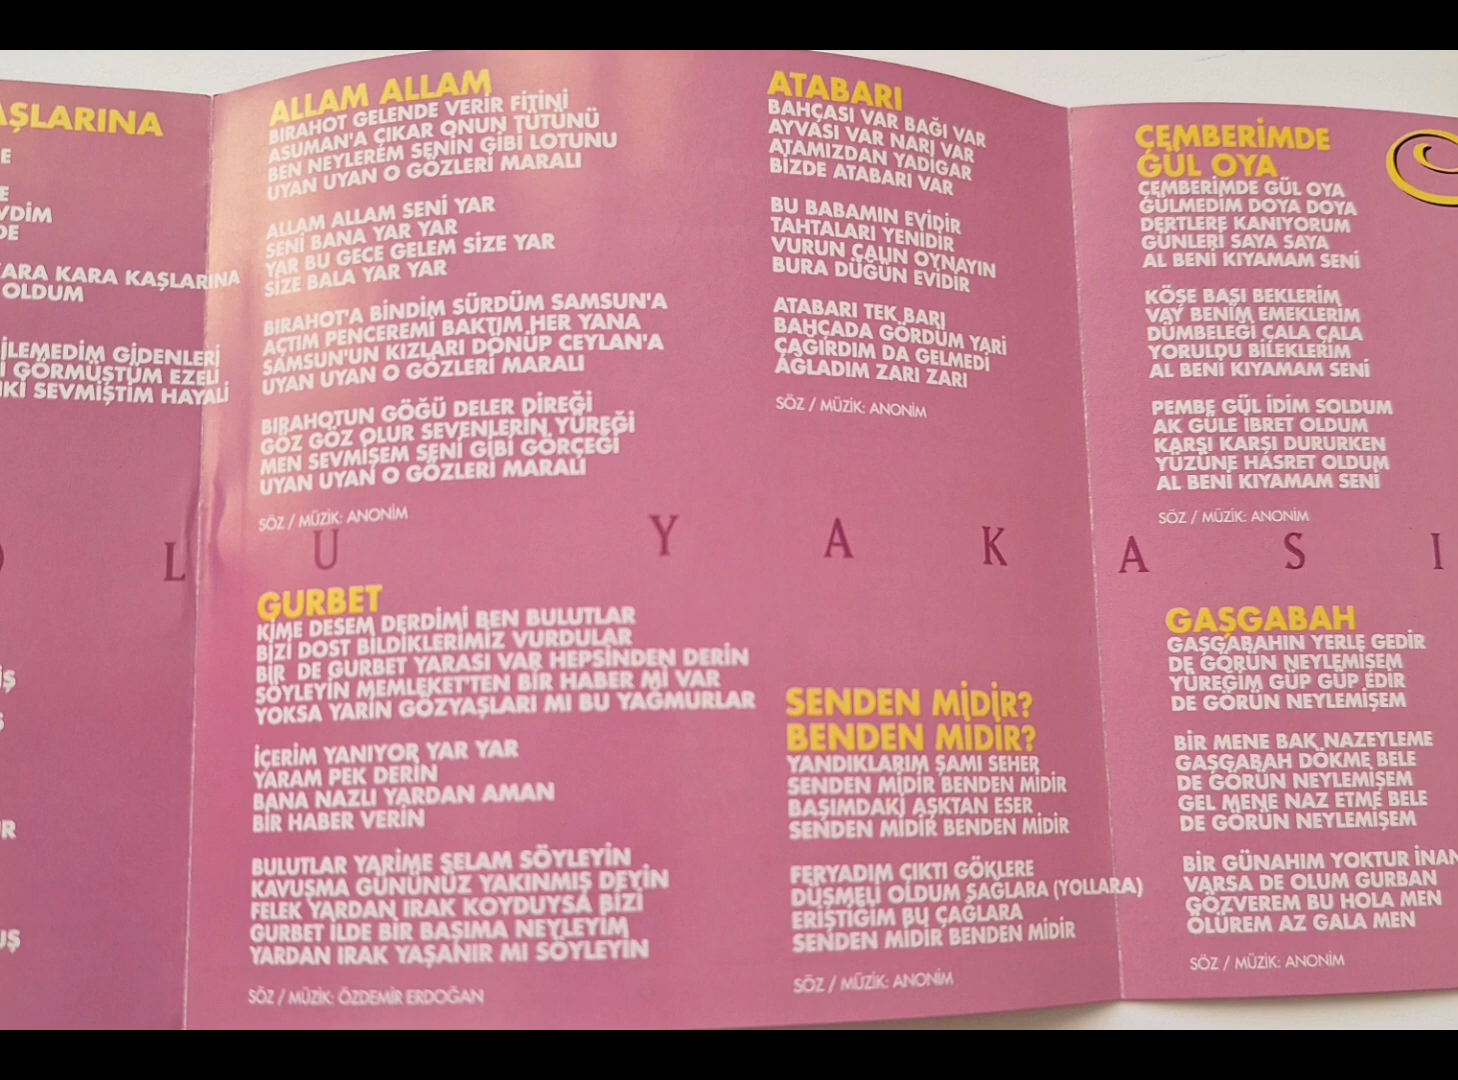 AŞLARINA
E
E
VDİM
DE
ARA KARA KAŞLARINA
OLDUM
İLEMEDİM GİDENLERİ
İ GÖRMÜŞTÜM EZELİ
NKİ SEVMİŞTİM HAYALİ
İŞ
Ş
R
UŞ
ALLAM ALLAM
BIRAHOT GELENDE VERİR FİTİNİ
ASUMAN'A ÇIKAR ONUN TÜTÜNÜ
BEN NEYLEREM SENİN GİBİ LOTUNU
UYAN UYAN O GÖZLERİ MARALI
ALLAM ALLAM SENİ YAR
SENİ BANA YAR YAR
YAR BU GECE GELEM SİZE YAR
SİZE BALA YAR YAR
BIRAHOT'A BİNDİM SÜRDÜM SAMSUN'A
AÇTIM PENCEREMİ BAKTIM HER YANA
SAMSUN'UN KIZLARI DÖNÜP CEYLAN'A
UYAN UYAN O GÖZLERİ MARALI
BIRAHOTUN GÖĞÜ DELER DİREĞİ
GÖZ GÖZ OLUR SEVENLERİN YÜREĞİ
MEN SEVMİŞEM SENİ GİBİ GÖRÇEĞİ
UYAN UYAN O GÖZLERİ MARALI
SÖZ / MÜZİK: ANONİM
ATABARI
BAHÇASI VAR BAĞI VAR
AYVASI VAR NARI VAR
ATAMIZDAN YADİGAR
BİZDE ATABARI VAR
BU BABAMIN EVİDİR
TAHTALARI YENİDİR
VURUN ÇALIN OYNAYIN
BURA DÜĞÜN EVİDİR
ATABARI TEK BARI
BAHÇADA GÖRDÜM YARİ
ÇAĞIRDIM DA GELMEDİ
AĞLADIM ZARI ZARI
SÖZ / MÜZİK: ANONİM
ÇEMBERİMDE
GÜL OYA
ÇEMBERİMDE GÜL OYA
GÜLMEDİM DOYA DOYA
DERTLERE KANIYORUM
GÜNLERİ SAYA SAYA
AL BENİ KIYAMAM SENİ
KÖŞE BAŞI BEKLERİM
VAY BENİM EMEKLERİM
DÜMBELEĞİ ÇALA ÇALA
YORULDU BİLEKLERİM
AL BENİ KIYAMAM SENİ
PEMBE GÜL İDİM SOLDUM
AK GÜLE İBRET OLDUM
KARŞI KARŞI DURURKEN
YÜZÜNE HASRET OLDUM
AL BENİ KIYAMAM SENİ
SÖZ / MÜZİK: ANONİM
O L U Y A K A S I
GURBET
KİME DESEM DERDİMİ BEN BULUTLAR
BİZİ DOST BİLDİKLERİMİZ VURDULAR
BİR DE GURBET YARASI VAR HEPSİNDEN DERİN
SÖYLEYİN MEMLEKET'TEN BİR HABER Mİ VAR
YOKSA YARİN GÖZYAŞLARI MI BU YAĞMURLAR
İÇERİM YANIYOR YAR YAR
YARAM PEK DERİN
BANA NAZLI YARDAN AMAN
BİR HABER VERİN
BULUTLAR YARİME SELAM SÖYLEYİN
KAVUŞMA GÜNÜNÜZ YAKINMIŞ DEYİN
FELEK YARDAN IRAK KOYDUYSA BİZİ
GURBET İLDE BİR BAŞIMA NEYLEYİM
YARDAN IRAK YAŞANIR MI SÖYLEYİN
SÖZ / MÜZİK: ÖZDEMİR ERDOĞAN
SENDEN MİDİR?
BENDEN MİDİR?
YANDIKLARIM ŞAMI SEHER
SENDEN MİDİR BENDEN MİDİR
BAŞIMDAKİ AŞKTAN ESER
SENDEN MİDİR BENDEN MİDİR
FERYADIM ÇIKTI GÖKLERE
DÜŞMELİ OLDUM SAĞLARA (YOLLARA)
ERİŞTİĞİM BU ÇAĞLARA
SENDEN MİDİR BENDEN MİDİR
SÖZ / MÜZİK: ANONİM
GAŞGABAH
GAŞGABAHIN YERLE GEDİR
DE GÖRÜN NEYLEMİŞEM
YÜREĞİM GÜP GÜP EDİR
DE GÖRÜN NEYLEMİŞEM
BİR MENE BAK NAZEYLEME
GAŞGABAH DÖKME BELE
DE GÖRÜN NEYLEMİŞEM
GEL MENE NAZ ETME BELE
DE GÖRÜN NEYLEMİŞEM
BİR GÜNAHIM YOKTUR İNAN
VARSA DE OLUM GURBAN
GÖZVEREM BU HOLA MEN
ÖLÜREM AZ GALA MEN
SÖZ / MÜZİK: ANONİM